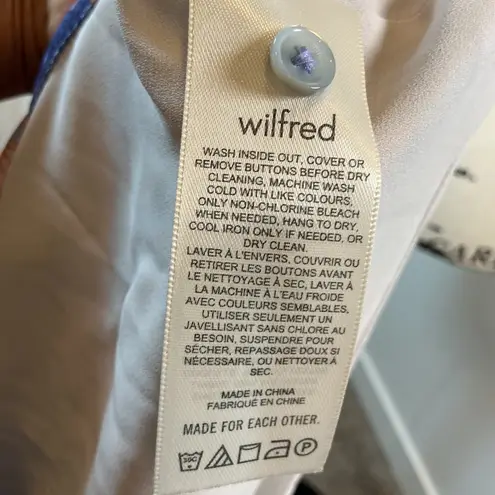 wilfred
WASH INSIDE OUT, COVER OR
REMOVE BUTTONS BEFORE DRY
CLEANING, MACHINE WASH
COLD WITH LIKE COLOURS,
ONLY NON-CHLORINE BLEACH
WHEN NEEDED, HANG TO DRY,
COOL IRON ONLY IF NEEDED, OR
DRY CLEAN.
LAVER À L'ENVERS, COUVRIR OU
RETIRER LES BOUTONS AVANT
LE NETTOYAGE À SEC, LAVER À
LA MACHINE À L'EAU FROIDE
AVEC COULEURS SEMBLABLES,
UTILISER SEULEMENT UN
JAVELLISANT SANS CHLORE AU
BESOIN, SUSPENDRE POUR
SÉCHER, REPASSAGE DOUX SI
NÉCESSAIRE, OU NETTOYER À
SEC.
MADE IN CHINA
FABRIQUÉ EN CHINE
MADE FOR EACH OTHER.
30C
P